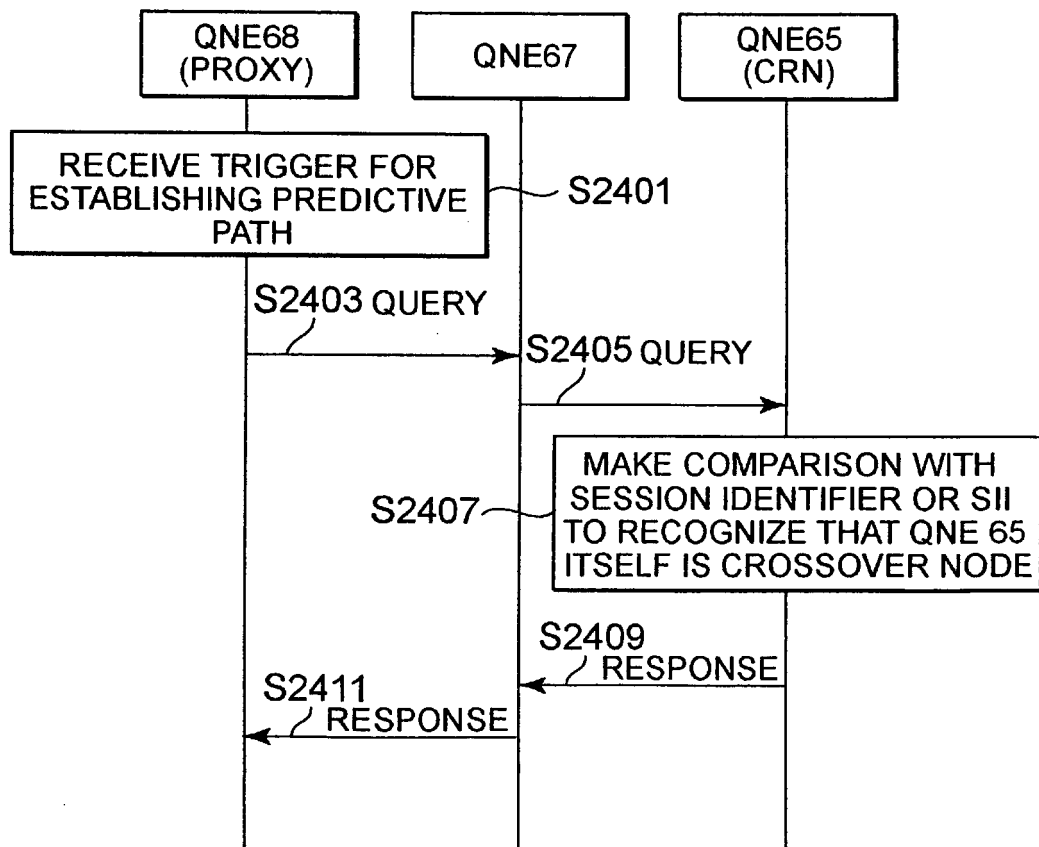 QNE68
(PROXY)
QNE67
QNE65
(CRN)
RECEIVE TRIGGER FOR
ESTABLISHING PREDICTIVE
PATH
S2401
S2403 QUERY
S2405 QUERY
MAKE COMPARISON WITH
SESSION IDENTIFIER OR SII
TO RECOGNIZE THAT QNE 65
ITSELF IS CROSSOVER NODE
S2407
S2409
RESPONSE
S2411
RESPONSE